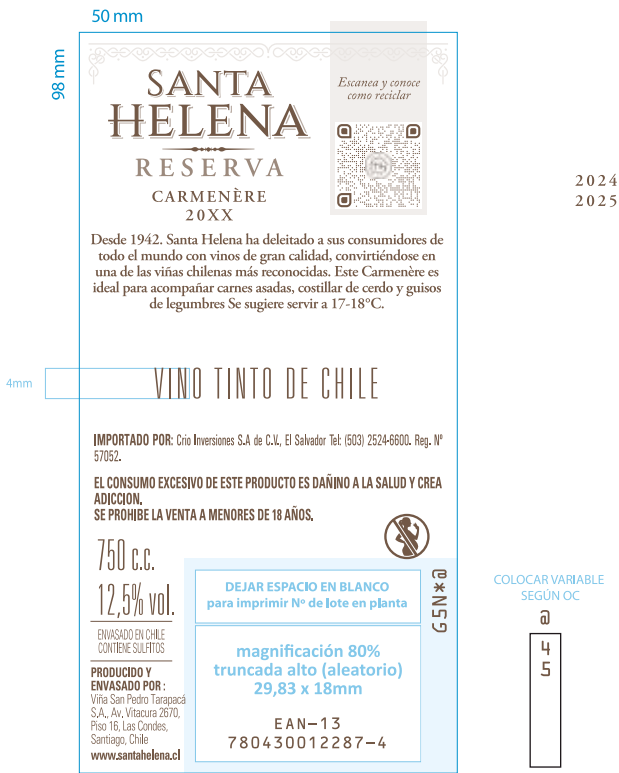 50 mm
98 mm
SANTA
HELENA
RESERVA
CARMENÈRE
20XX
Escanea y conoce
como reciclar
2024
2025
Desde 1942. Santa Helena ha deleitado a sus consumidores de
todo el mundo con vinos de gran calidad, convirtiéndose en
una de las viñas chilenas más reconocidas. Este Carmenère es
ideal para acompañar carnes asadas, costillar de cerdo y guisos
de legumbres Se sugiere servir a 17-18°C.
4mm
VINO TINTO DE CHILE
IMPORTADO POR: Crio Inversiones S.A de C.V., El Salvador Tel: (503) 2524-6600. Reg. Nº
57052.
EL CONSUMO EXCESIVO DE ESTE PRODUCTO ES DAÑINO A LA SALUD Y CREA
ADICCION.
SE PROHIBE LA VENTA A MENORES DE 18 AÑOS.
750 c.c.
12,5% vol.
ENVASADO EN CHILE
CONTIENE SULFITOS
PRODUCIDO Y
ENVASADO POR :
Viña San Pedro Tarapacá
S.A., Av. Vitacura 2670,
Piso 16, Las Condes,
Santiago, Chile
www.santahelena.cl
DEJAR ESPACIO EN BLANCO
para imprimir Nº de lote en planta
magnificación 80%
truncada alto (aleatorio)
29,83 x 18mm
EAN-13
780430012287-4
G5N*@
COLOCAR VARIABLE
SEGÚN OC
@
4
5